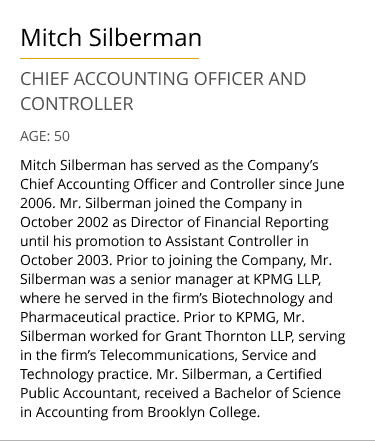 Mitch Silberman
CHIEF ACCOUNTING OFFICER AND
CONTROLLER
AGE: 50
Mitch Silberman has served as the Company’s
Chief Accounting Officer and Controller since June
2006. Mr. Silberman joined the Company in
October 2002 as Director of Financial Reporting
until his promotion to Assistant Controller in
October 2003. Prior to joining the Company, Mr.
Silberman was a senior manager at KPMG LLP,
where he served in the firm’s Biotechnology and
Pharmaceutical practice. Prior to KPMG, Mr.
Silberman worked for Grant Thornton LLP, serving
in the firm’s Telecommunications, Service and
Technology practice. Mr. Silberman, a Certified
Public Accountant, received a Bachelor of Science
in Accounting from Brooklyn College.